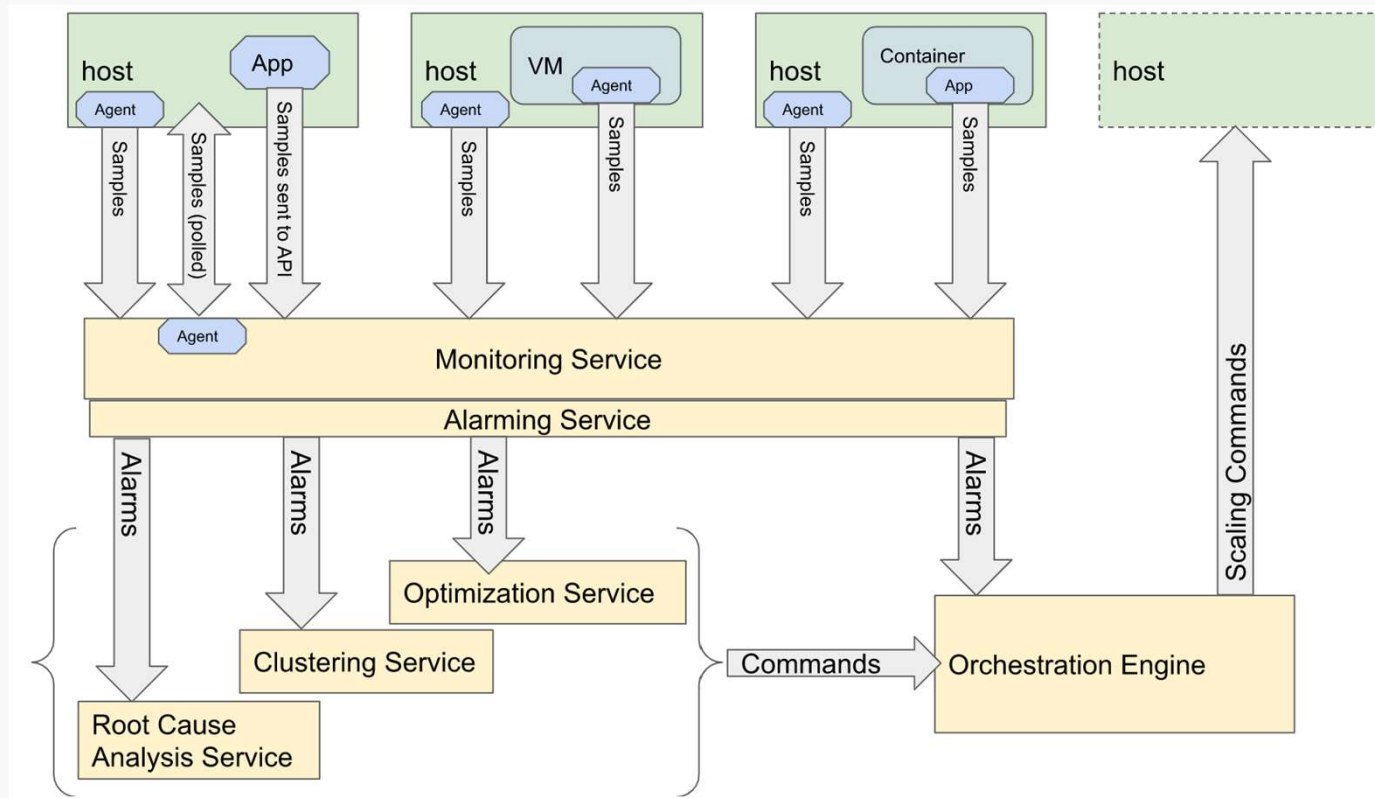 host
App
Agent
host
VM
Agent
Agent
host
Container
App
Agent
host
Samples
Samples (polled)
Samples sent to API
Samples
Samples
Samples
Samples
Agent
Monitoring Service
Alarming Service
Alarms
Alarms
Alarms
Alarms
Scaling Commands
Optimization Service
Clustering Service
Root Cause
Analysis Service
Commands
Orchestration Engine